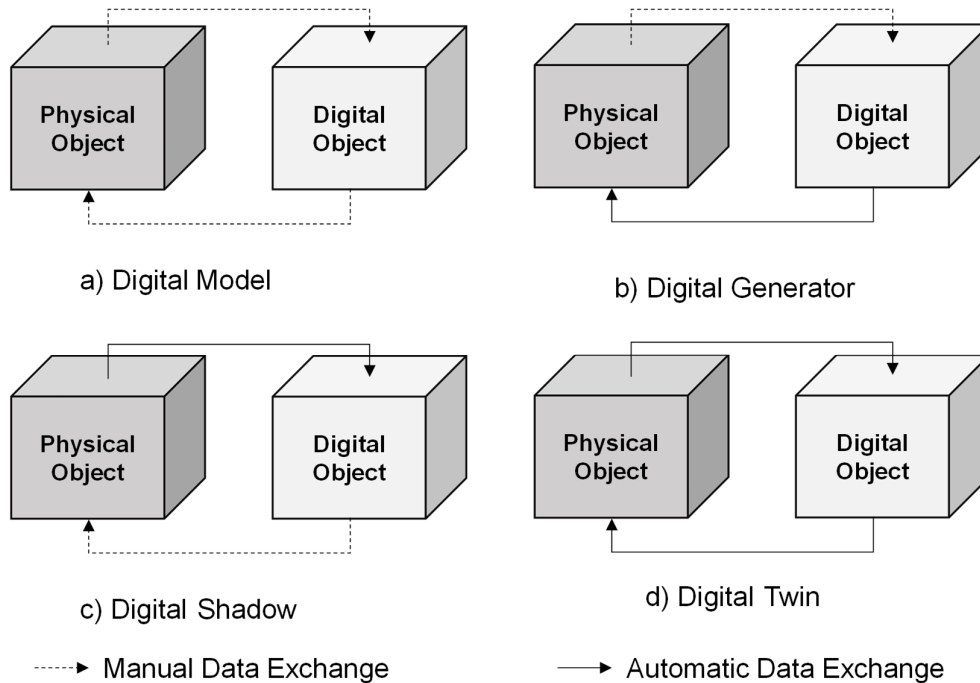 Physical
Object
Digital
Object
a) Digital Model
Physical
Object
Digital
Object
b) Digital Generator
Physical
Object
Digital
Object
c) Digital Shadow
Physical
Object
Digital
Object
d) Digital Twin
Manual Data Exchange
Automatic Data Exchange